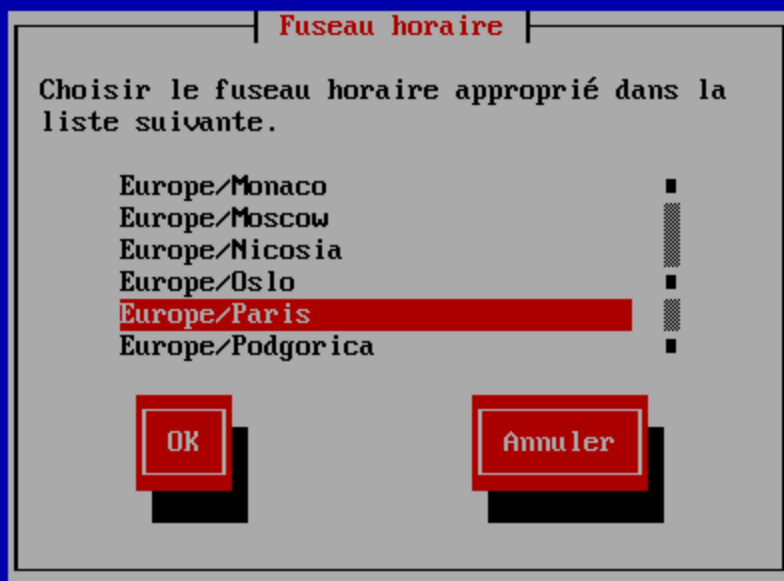 Fuseau horaire
Choisir le fuseau horaire approprié dans la
liste suivante.
Europe/Monaco
Europe/Moscow
Europe/Nicosia
Europe/Oslo
Europe/Paris
Europe/Podgorica
OK
Annuler